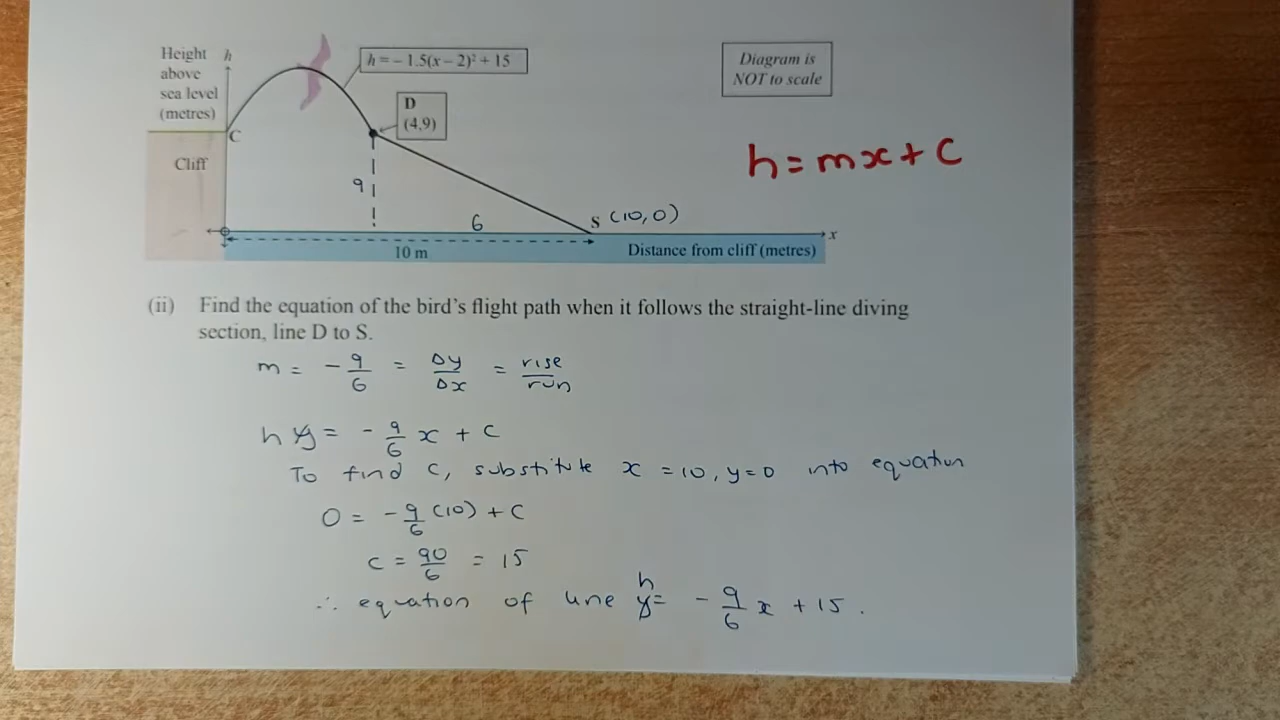 Height h
above
sea level
(metres)
h = – 1.5(x – 2)² + 15
Diagram is
NOT to scale
D
(4,9)
C
Cliff
h = mx + C
9
6
S (10,0)
x
10 m
Distance from cliff (metres)
(ii) Find the equation of the bird's flight path when it follows the straight-line diving
section, line D to S.
m = - 9/6 = Δy/Δx = rise/run
h y = - 9/6 x + c
To find c, substitute x = 10, y = 0 into equation
0 = - 9/6 (10) + c
c = 90/6 = 15
h
∴ equation of line y = - 9/6 x + 15.